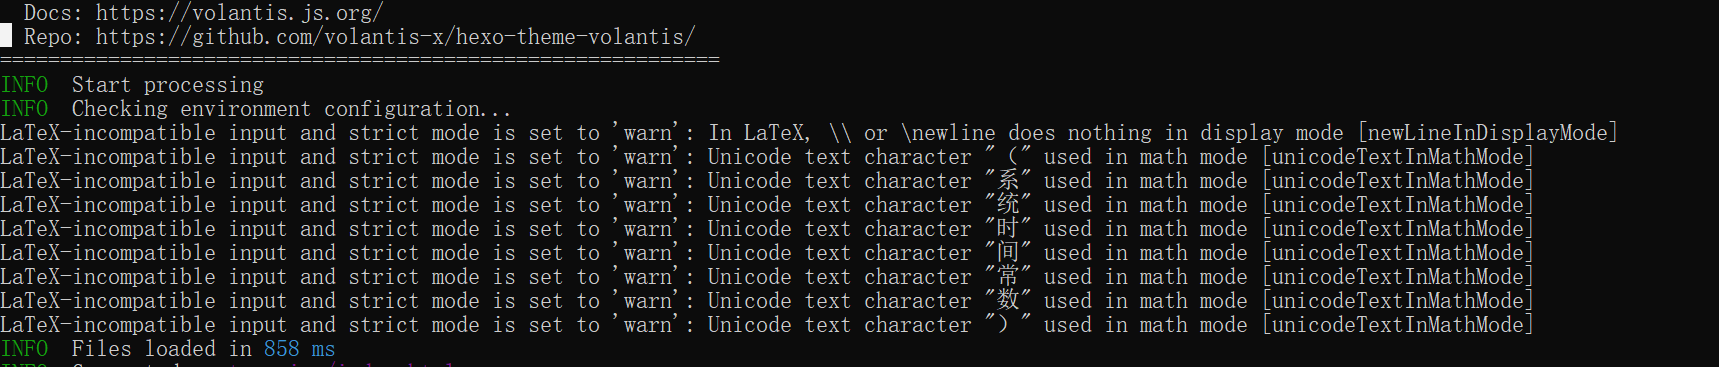 Docs: https://volantis.js.org/
Repo: https://github.com/volantis-x/hexo-theme-volantis/
============================================================
INFO  Start processing
INFO  Checking environment configuration...
LaTeX-incompatible input and strict mode is set to 'warn': In LaTeX, \\ or \newline does nothing in display mode [newLineInDisplayMode]
LaTeX-incompatible input and strict mode is set to 'warn': Unicode text character "（" used in math mode [unicodeTextInMathMode]
LaTeX-incompatible input and strict mode is set to 'warn': Unicode text character "系" used in math mode [unicodeTextInMathMode]
LaTeX-incompatible input and strict mode is set to 'warn': Unicode text character "统" used in math mode [unicodeTextInMathMode]
LaTeX-incompatible input and strict mode is set to 'warn': Unicode text character "时" used in math mode [unicodeTextInMathMode]
LaTeX-incompatible input and strict mode is set to 'warn': Unicode text character "间" used in math mode [unicodeTextInMathMode]
LaTeX-incompatible input and strict mode is set to 'warn': Unicode text character "常" used in math mode [unicodeTextInMathMode]
LaTeX-incompatible input and strict mode is set to 'warn': Unicode text character "数" used in math mode [unicodeTextInMathMode]
LaTeX-incompatible input and strict mode is set to 'warn': Unicode text character "）" used in math mode [unicodeTextInMathMode]
INFO  Files loaded in 858 ms